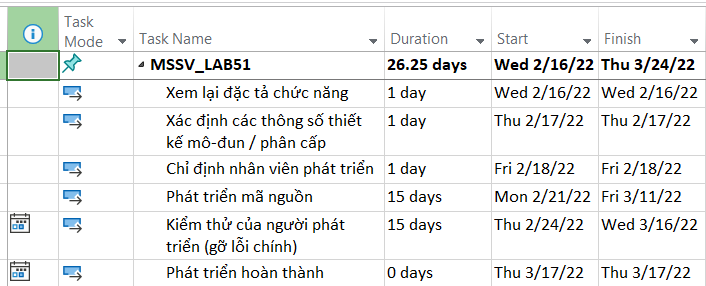 Task Mode Task Name Duration Start Finish
MSSV_LAB51 26.25 days Wed 2/16/22 Thu 3/24/22
Xem lại đặc tả chức năng 1 day Wed 2/16/22 Wed 2/16/22
Xác định các thông số thiết 1 day Thu 2/17/22 Thu 2/17/22
kế mô-đun / phân cấp
Chỉ định nhân viên phát triển 1 day Fri 2/18/22 Fri 2/18/22
Phát triển mã nguồn 15 days Mon 2/21/22 Fri 3/11/22
Kiểm thử của người phát 15 days Thu 2/24/22 Wed 3/16/22
triển (gỡ lỗi chính)
Phát triển hoàn thành 0 days Thu 3/17/22 Thu 3/17/22